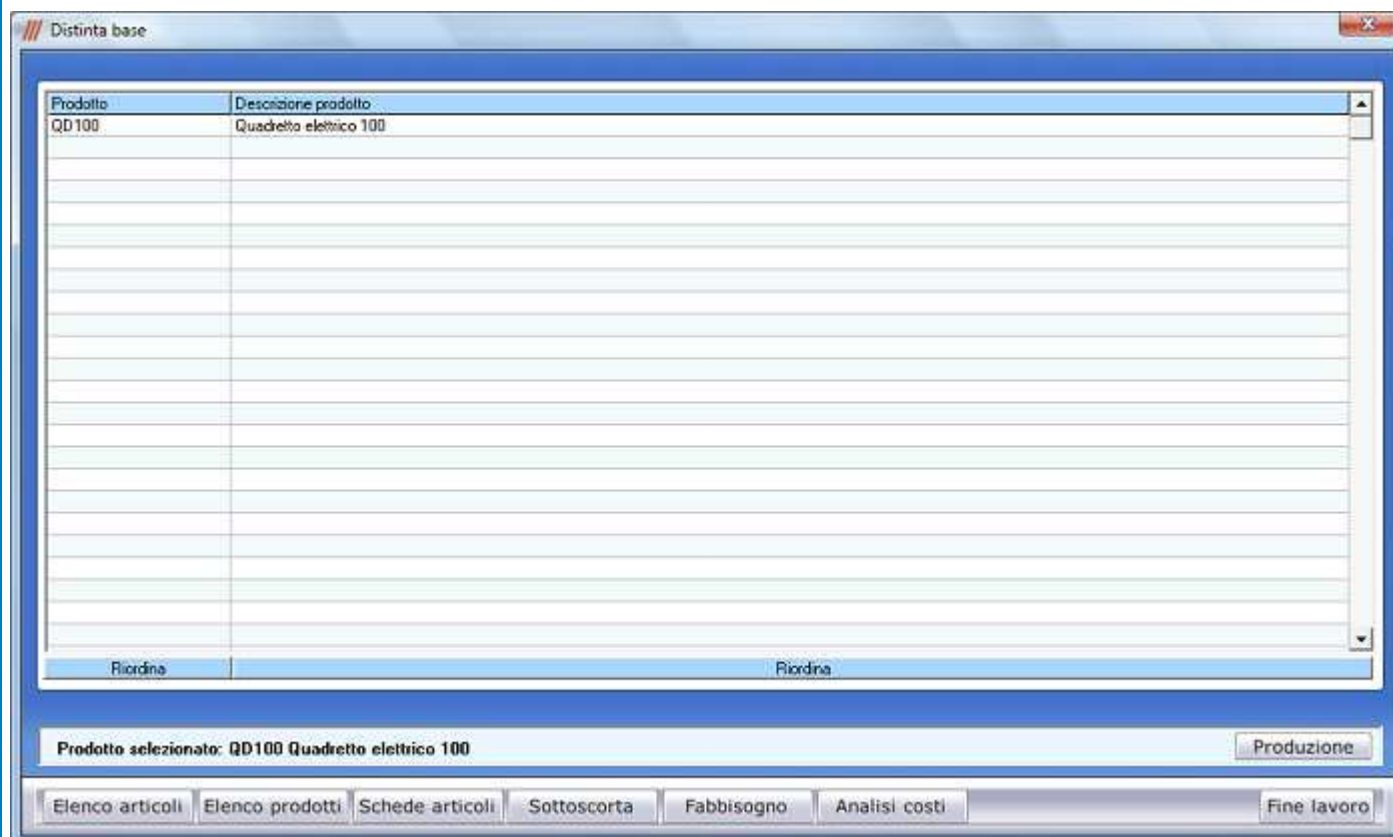 Distinta base
Prodotto Descrizione prodotto
QD100 Quadretto elettrico 100
Riordina Riordina
Prodotto selezionato: QD100 Quadretto elettrico 100 Produzione
Elenco articoli Elenco prodotti Schede articoli Sottoscorta Fabbisogno Analisi costi Fine lavoro